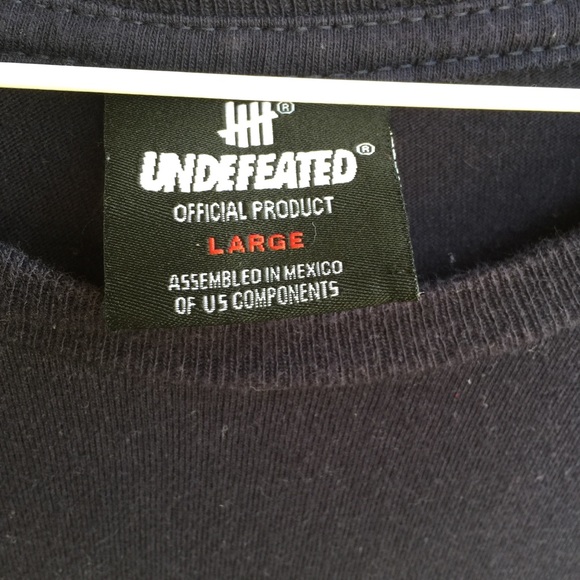 ®
UNDEFEATED®
OFFICIAL PRODUCT
LARGE
ASSEMBLED IN MEXICO
OF US COMPONENTS